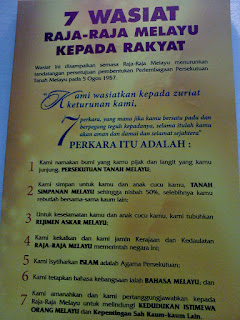 7 WASIAT
RAJA-RAJA MELAYU
KEPADA RAKYAT
Wasiat ini disampaikan semasa Raja-Raja Melayu menurunkan
tandatangan persetujuan pembentukan Perlembagaan Persekutuan
Tanah Melayu pada 5 Ogos 1957.
"Kami wasiatkan kepada zuriat
keturunan kami,
7 perkara, yang mana jika kamu bersatu pada dan
berpegang teguh kepadanya, selama itulah kamu
akan aman dan damai dan selamat sejahtera"
PERKARA ITU ADALAH :
1 Kami namakan bumi yang kamu pijak dan langit yang kamu
junjung, PERSEKUTUAN TANAH MELAYU;
2 Kami simpan untuk kamu dan anak cucu kamu, TANAH
SIMPANAN MELAYU sehingga nisbah 50%, selebihnya kamu
rebutlah bersama-sama kaum lain;
3 Untuk keselamatan kamu dan anak cucu kamu, kami tubuhkan
REJIMEN ASKAR MELAYU;
4 Kami kekalkan dan kami jamin Kerajaan dan Kedaulatan
RAJA-RAJA MELAYU memerintah negara ini;
5 Kami isytiharkan ISLAM adalah Agama Persekutuan;
6 Kami tetapkan bahasa kebangsaan ialah BAHASA MELAYU; dan
7 Kami amanahkan dan kami pertanggungjawabkan kepada
Raja-Raja Melayu untuk melindungi KEDUDUKAN ISTIMEWA
ORANG MELAYU dan Kepentingan Sah Kaum-kaum Lain.